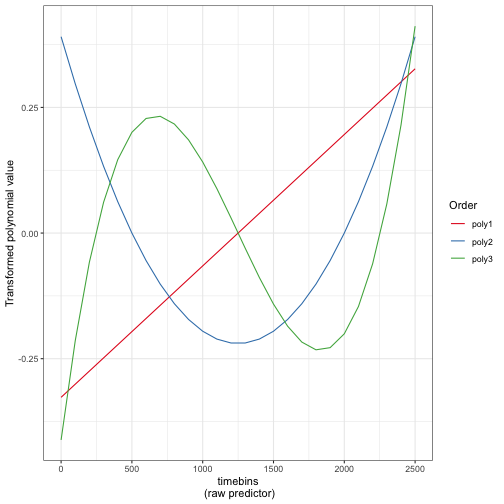 Transformed polynomial value
0.25
0.00
-0.25
0
500
1000
1500
2000
2500
timebins
(raw predictor)
Order
poly1
poly2
poly3